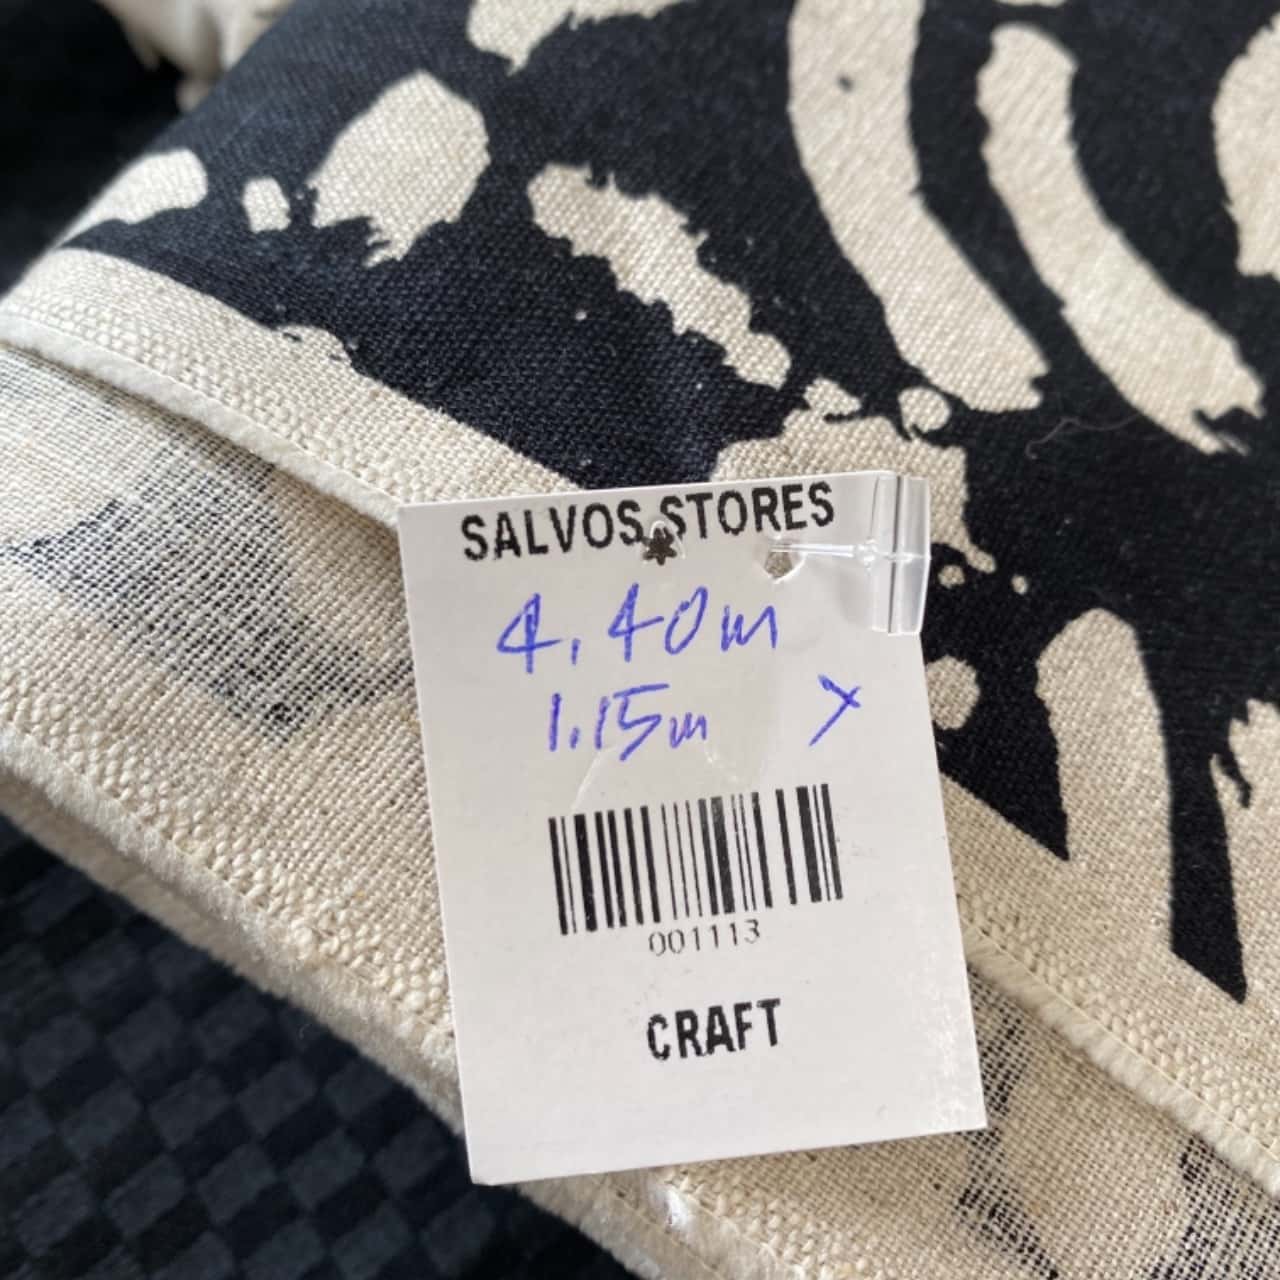 SALVOS STORES
4.40m
1.15m X
001113
CRAFT